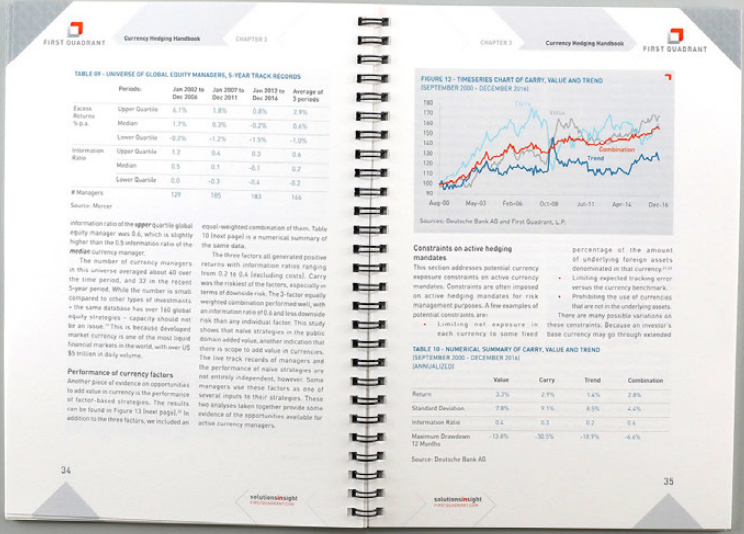 FIRST QUADRANT
Currency Hedging Handbook
CHAPTER 3
TABLE 09 - UNIVERSE OF GLOBAL EQUITY MANAGERS, 5-YEAR TRACK RECORDS
Periods: Jan 2002 to Jan 2007 to Jan 2012 to Average of
Dec 2006 Dec 2011 Dec 2016 3 periods
Excess Upper Quartile 6.1% 1.8% 0.8% 2.9%
Returns
% p.a. Median 1.7% 0.3% -0.2% 0.6%
Lower Quartile -0.2% -1.2% -1.5% -1.0%
Information Upper Quartile 1.2 0.4 0.3 0.6
Ratio
Median 0.5 0.1 -0.1 0.2
Lower Quartile 0.0 -0.3 -0.4 -0.2
# Managers 129 185 183 166
Source: Mercer
information ratio of the upper quartile global
equity manager was 0.6, which is slightly
higher than the 0.5 information ratio of the
median currency manager.
The number of currency managers
in this universe averaged about 40 over
the time period, and 32 in the recent
5-year period. While the number is small
compared to other types of investments
- the same database has over 160 global
equity strategies - capacity should not
be an issue. This is because developed
market currency is one of the most liquid
financial markets in the world, with over US
$5 trillion in daily volume.
Performance of currency factors
Another piece of evidence on opportunities
to add value in currency is the performance
of factor-based strategies. The results
can be found in Figure 13 (next page). In
addition to the three factors, we included an
equal-weighted combination of them. Table
10 (next page) is a numerical summary of
the same data.
The three factors all generated positive
returns with information ratios ranging
from 0.2 to 0.4 (excluding costs). Carry
was the riskiest of the factors, especially in
terms of downside risk. The 3-factor equally
weighted combination performed well, with
an information ratio of 0.6 and less downside
risk than any individual factor. This study
shows that naive strategies in the public
domain added value, another indication that
there is scope to add value in currencies.
The live track records of managers and
the performance of naive strategies are
not entirely independent, however. Some
managers use these factors as one of
several inputs to their strategies. These
two analyses taken together provide some
evidence of the opportunities available for
active currency managers.
34
solutionsinsight
FIRSTQUADRANT.COM
CHAPTER 3
Currency Hedging Handbook
FIRST QUADRANT
FIGURE 13 - TIMESERIES CHART OF CARRY, VALUE AND TREND
(SEPTEMBER 2000 - DECEMBER 2016)
180
170
160
150
140
130
120
110
100
90
Carry
Value
Combination
Trend
Aug-00 May-03 Feb-06 Oct-08 Jul-11 Apr-14 Dec-16
Sources: Deutsche Bank AG and First Quadrant, L.P.
Constraints on active hedging
mandates
This section addresses potential currency
exposure constraints on active currency
mandates. Constraints are often imposed
on active hedging mandates for risk
management purposes. A few examples of
potential constraints are:
• Limiting net exposure in
each currency to some fixed
percentage of the amount
of underlying foreign assets
denominated in that currency.
• Limiting expected tracking error
versus the currency benchmark.
• Prohibiting the use of currencies
that are not in the underlying assets.
There are many possible variations on
these constraints. Because an investor's
base currency may go through extended
TABLE 10 - NUMERICAL SUMMARY OF CARRY, VALUE AND TREND
(SEPTEMBER 2000 - DECEMBER 2016)
(ANNUALIZED)
Value Carry Trend Combination
Return 3.3% 2.9% 1.4% 2.8%
Standard Deviation 7.8% 9.1% 8.5% 4.4%
Information Ratio 0.4 0.3 0.2 0.6
Maximum Drawdown -13.8% -30.5% -18.9% -6.6%
12 Months
Source: Deutsche Bank AG
35
solutionsinsight
FIRSTQUADRANT.COM